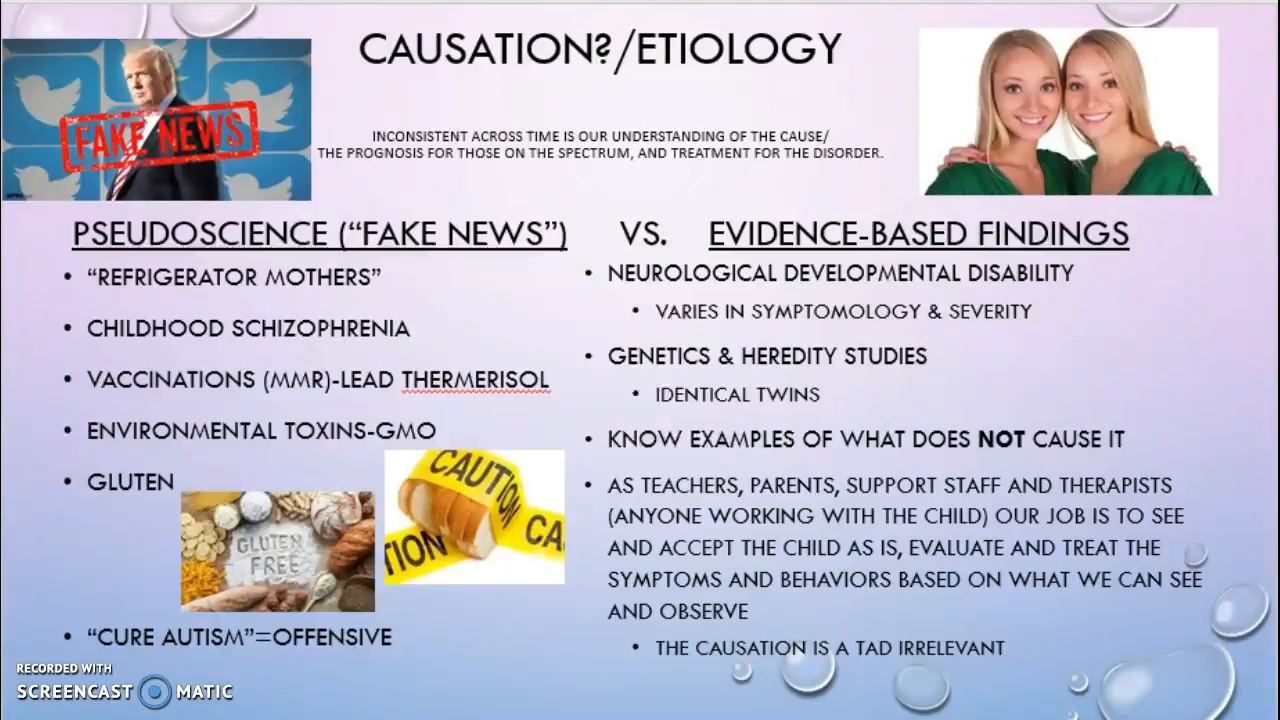 CAUSATION?/ETIOLOGY
FAKE NEWS
INCONSISTENT ACROSS TIME IS OUR UNDERSTANDING OF THE CAUSE/
THE PROGNOSIS FOR THOSE ON THE SPECTRUM, AND TREATMENT FOR THE DISORDER.
PSEUDOSCIENCE (“FAKE NEWS”) VS. EVIDENCE-BASED FINDINGS
• “REFRIGERATOR MOTHERS”
• CHILDHOOD SCHIZOPHRENIA
• VACCINATIONS (MMR)-LEAD THERMERISOL
• ENVIRONMENTAL TOXINS-GMO
• GLUTEN
GLUTEN
FREE
CAUTION
CA
TION
• “CURE AUTISM”=OFFENSIVE
• NEUROLOGICAL DEVELOPMENTAL DISABILITY
• VARIES IN SYMPTOMOLOGY & SEVERITY
• GENETICS & HEREDITY STUDIES
• IDENTICAL TWINS
• KNOW EXAMPLES OF WHAT DOES NOT CAUSE IT
• AS TEACHERS, PARENTS, SUPPORT STAFF AND THERAPISTS
(ANYONE WORKING WITH THE CHILD) OUR JOB IS TO SEE
AND ACCEPT THE CHILD AS IS, EVALUATE AND TREAT THE
SYMPTOMS AND BEHAVIORS BASED ON WHAT WE CAN SEE
AND OBSERVE
• THE CAUSATION IS A TAD IRRELEVANT
RECORDED WITH
SCREENCAST MATIC